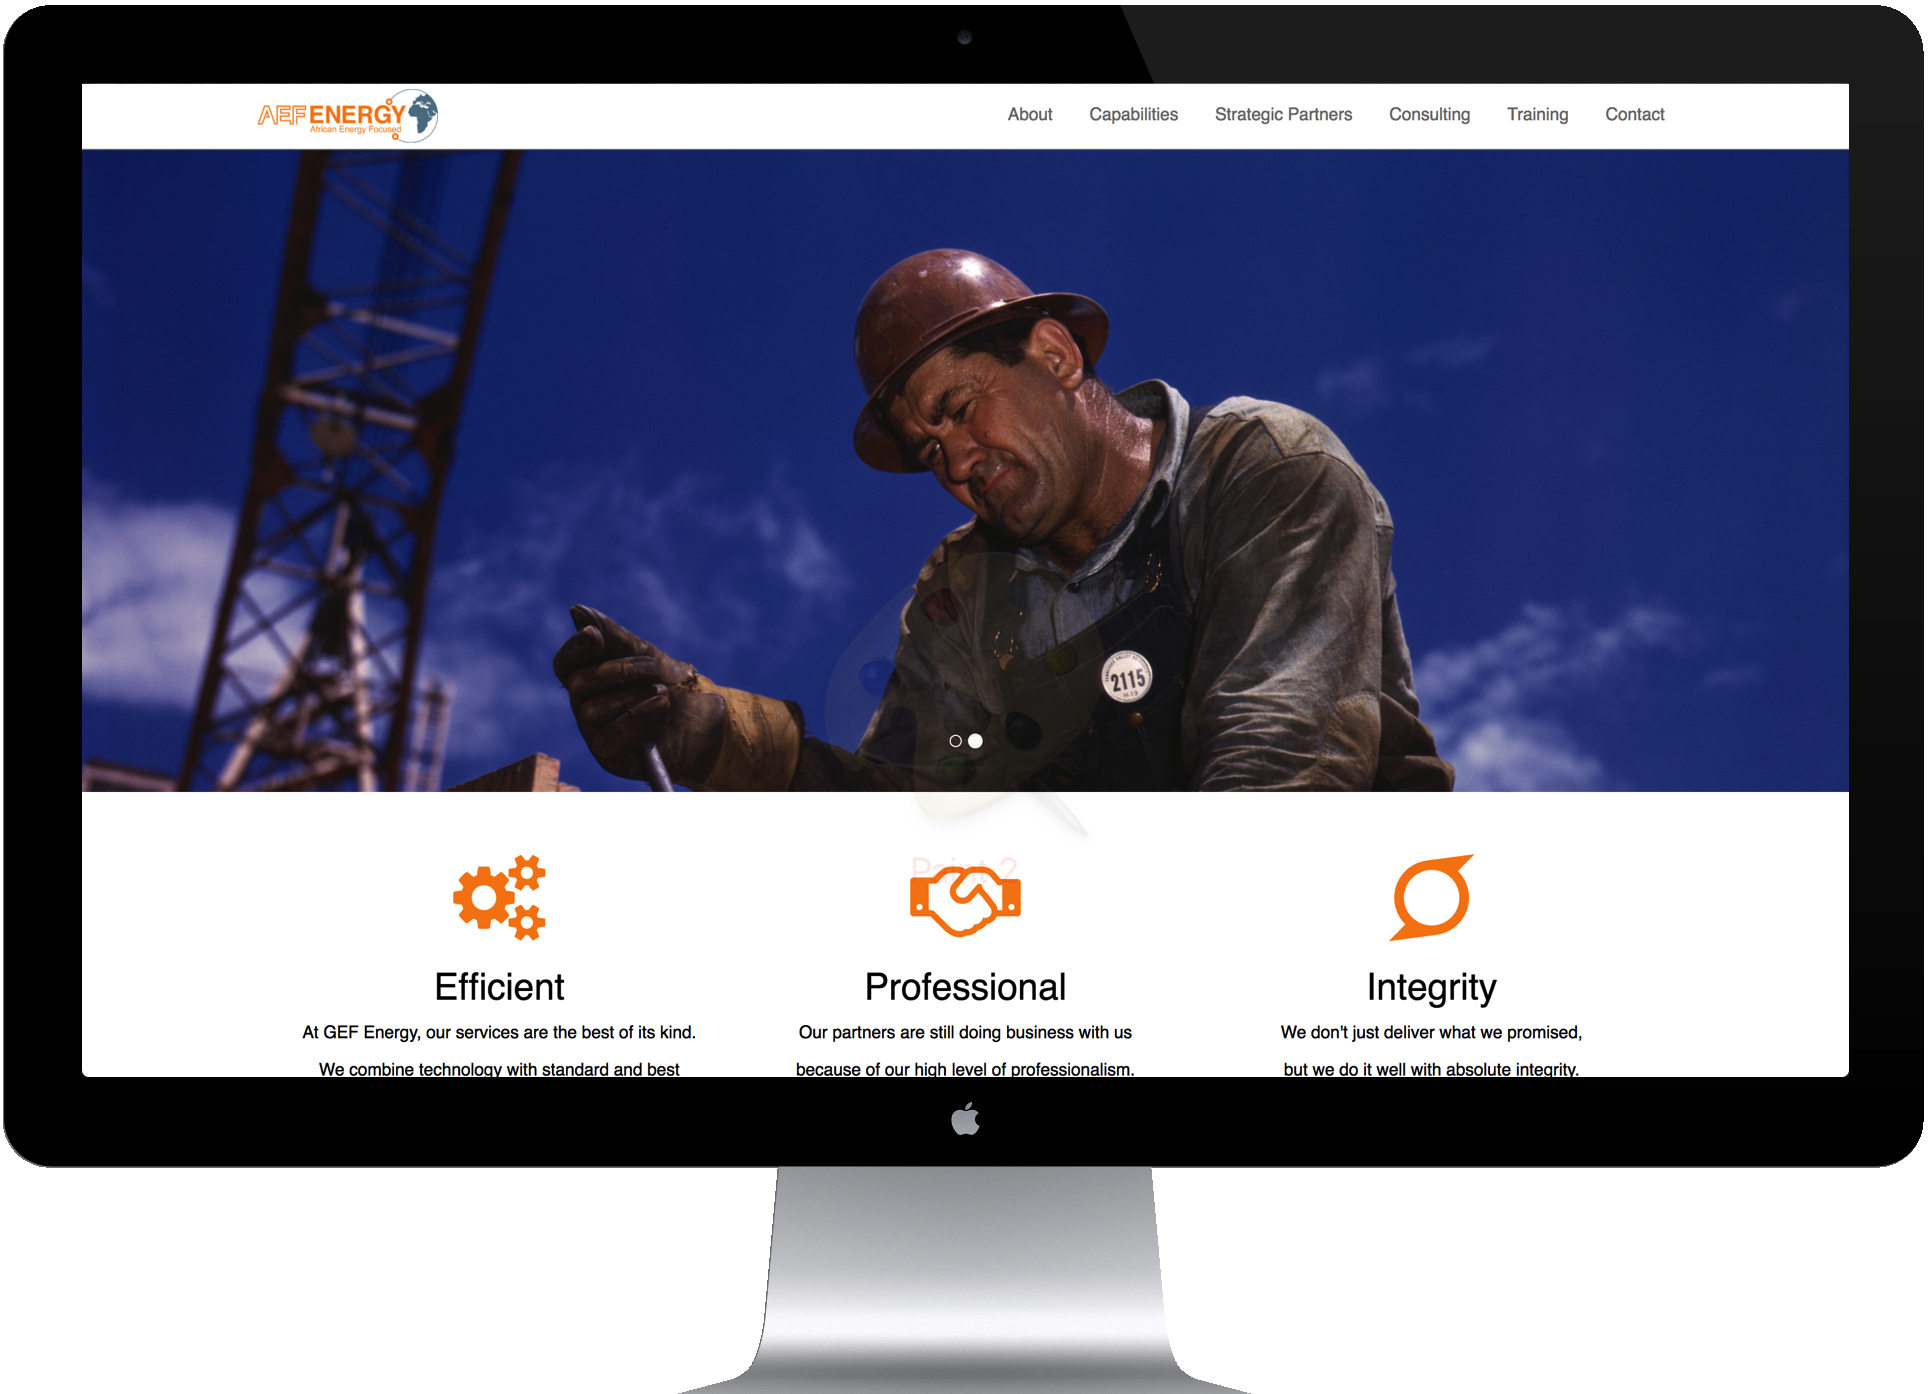 AEF ENERGY
African Energy Focused
About Capabilities Strategic Partners Consulting Training Contact
2115
H-19
Paint 2
Efficient
Professional
Integrity
At GEF Energy, our services are the best of its kind.
We combine technology with standard and best
Our partners are still doing business with us
because of our high level of professionalism.
We don't just deliver what we promised,
but we do it well with absolute integrity.